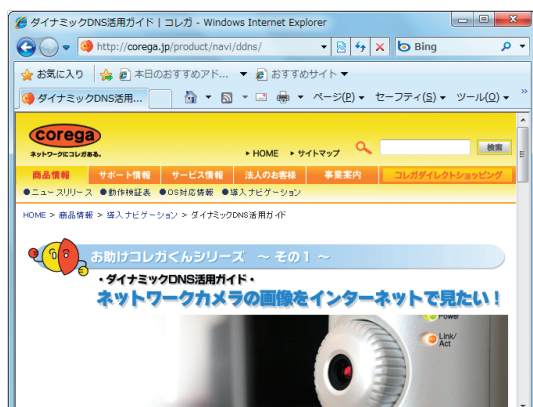 ダイナミックDNS活用ガイド | コレガ - Windows Internet Explorer
http://corega.jp/product/navi/ddns/
Bing
お気に入り
本日のおすすめアド...
おすすめサイト
ダイナミックDNS活用...
ページ(P)
セーフティ(S)
ツール(O)
corega
ネットワークにコレがある。
HOME
サイトマップ
検索
商品情報
サポート情報
サービス情報
法人のお客様
事業案内
コレガダイレクトショッピング
●ニュースリリース ●動作検証表 ●OS対応情報 ●導入ナビゲーション
HOME > 商品情報 > 導入ナビゲーション > ダイナミックDNS活用ガイド
お助けコレガくんシリーズ ～ その1 ～
・ダイナミックDNS活用ガイド・
ネットワークカメラの画像をインターネットで見たい！
Power
Link/
Act